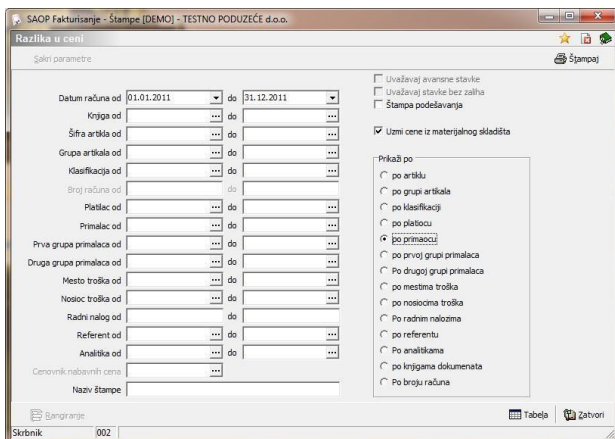 SAOP Fakturisanje - Štampe [DEMO] - TESTNO PODUZEĆE d.o.o.
Razlika u ceni
Sakri parametre
Štampaj
Datum računa od 01.01.2011 do 31.12.2011
Knjiga od ... do ...
Šifra artikla od ... do ...
Grupa artikala od ... do ...
Klasifikacija od ... do ...
Broj računa od do
Platilac od ... do ...
Primalac od ... do ...
Prva grupa primalaca od ... do ...
Druga grupa primalaca od ... do ...
Mesto troška od ... do ...
Nosioc troška od ... do ...
Radni nalog od do
Referent od ... do ...
Analitika od ... do ...
Cenovnik nabavnih cena ...
Naziv štampe
Uvažavaj avansne stavke
Uvažavaj stavke bez zaliha
Štampa podešavanja
Uzmi cene iz materijalnog skladišta
Prikaži po
po artiklu
po grupi artikala
po klasifikaciji
po platiocu
po primaocu
po prvoj grupi primalaca
Po drugoj grupi primalaca
po mestima troška
po nosiocima troška
Po radnim nalozima
po referentu
Po analitikama
po knjigama dokumenata
Po broju računa
Rangiranje
Tabela
Zatvori
Skrbnik 002